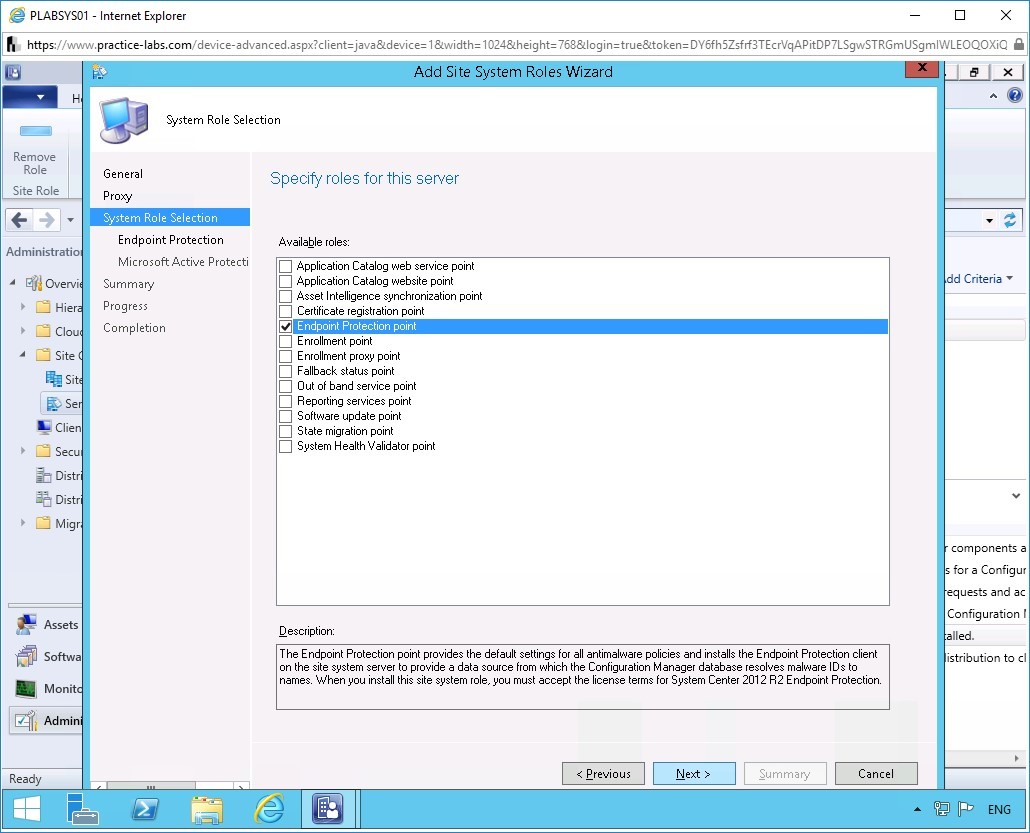 PLABSYS01 - Internet Explorer
https://www.practice-labs.com/device-advanced.aspx?client=java&device=1&width=1024&height=768&login=true&token=DY6fh5Zsfrf3TEcrVqAPitDP7LSgwSTRGmUSgmIWLEOQOXiQ
Add Site System Roles Wizard
X
H
System Role Selection
Remove
Role
Site Role
General
Proxy
System Role Selection
Endpoint Protection
Microsoft Active Protecti
Summary
Progress
Completion
Specify roles for this server
Available roles:
Application Catalog web service point
Application Catalog website point
Asset Intelligence synchronization point
Certificate registration point
Endpoint Protection point
Enrollment point
Enrollment proxy point
Fallback status point
Out of band service point
Reporting services point
Software update point
State migration point
System Health Validator point
Administration
Overvie
Hiera
Clou
Site C
Site
Ser
Clien
Secu
Distri
Distri
Migra
Assets
Softwa
Monito
Admini
dd Criteria
r components a
s for a Configur
requests and ac
Configuration M
alled.
istribution to cl
Description:
The Endpoint Protection point provides the default settings for all antimalware policies and installs the Endpoint Protection client
on the site system server to provide a data source from which the Configuration Manager database resolves malware IDs to
names. When you install this site system role, you must accept the license terms for System Center 2012 R2 Endpoint Protection.
< Previous
Next >
Summary
Cancel
Ready
ENG